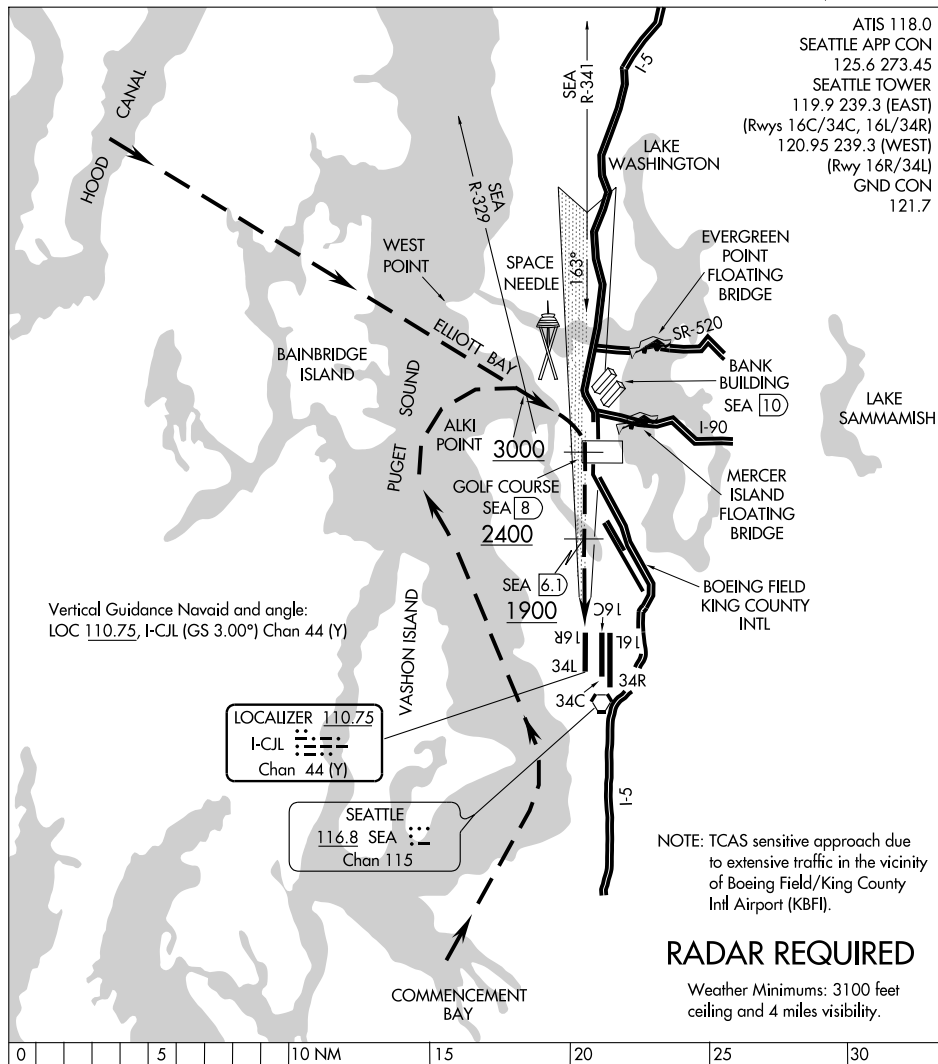 ATIS 118.0
SEATTLE APP CON
125.6 273.45
SEATTLE TOWER
119.9 239.3 (EAST)
(Rwys 16C/34C, 16L/34R)
120.95 239.3 (WEST)
(Rwy 16R/34L)
GND CON
121.7
HOOD
CANAL
SEA
R-341
I-5
LAKE
WASHINGTON
SEA
R-329
WEST
POINT
SPACE
NEEDLE
163°
EVERGREEN
POINT
FLOATING
BRIDGE
SR-520
ELLIOTT BAY
BAINBRIDGE
ISLAND
BANK
BUILDING
SEA 10
LAKE
SAMMAMISH
PUGET
SOUND
ALKI
POINT
3000
I-90
GOLF COURSE
SEA 8
2400
MERCER
ISLAND
FLOATING
BRIDGE
SEA 6.1
1900
BOEING FIELD
KING COUNTY
INTL
Vertical Guidance Navaid and angle:
LOC 110.75, I-CJL (GS 3.00°) Chan 44 (Y)
VASHON ISLAND
16R
16C
16L
34L
34C
34R
LOCALIZER 110.75
I-CJL
Chan 44 (Y)
SEATTLE
116.8 SEA
Chan 115
I-5
NOTE: TCAS sensitive approach due
to extensive traffic in the vicinity
of Boeing Field/King County
Intl Airport (KBFI).
RADAR REQUIRED
Weather Minimums: 3100 feet
ceiling and 4 miles visibility.
COMMENCEMENT
BAY
0 5 10 NM 15 20 25 30